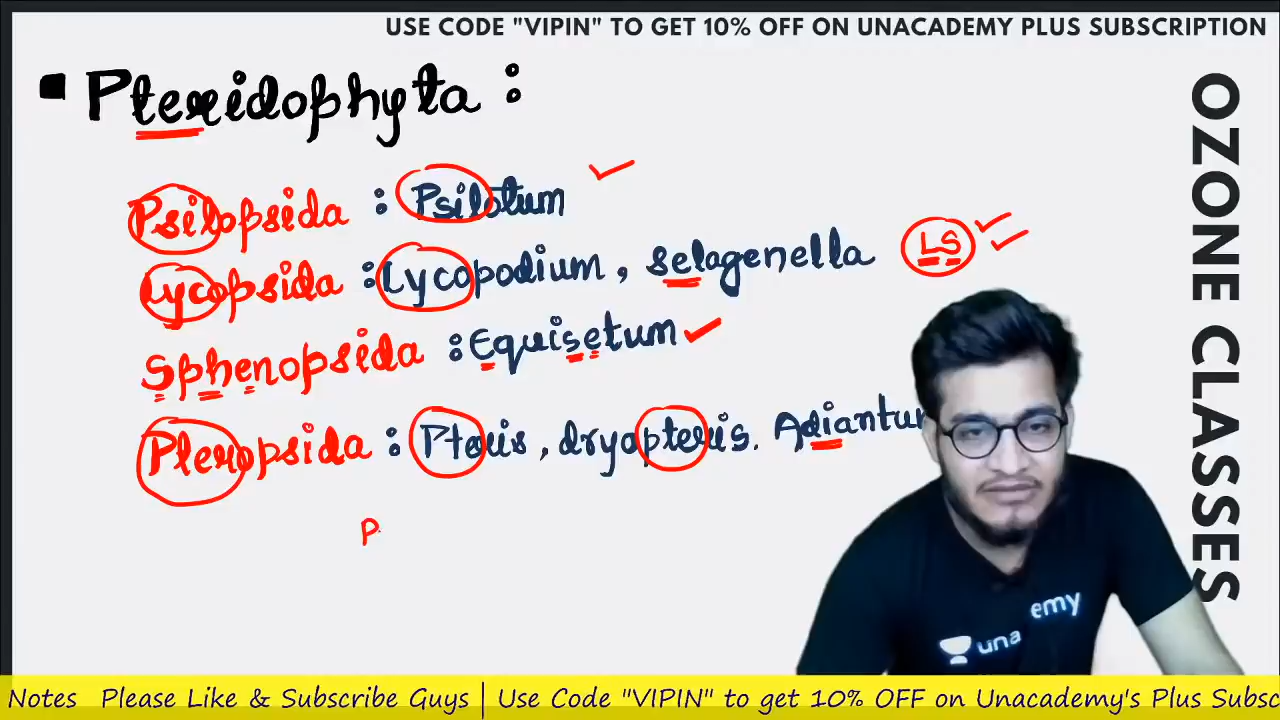 USE CODE "VIPIN" TO GET 10% OFF ON UNACADEMY PLUS SUBSCRIPTION
Pteridophyta :
Psilopsida : Psilotum
Lycopsida : Lycopodium , selagenella LS
Sphenopsida : Equisetum
Pteropsida : Pteris , dryopteris. Adiantum
P
OZONE CLASSES
unademy
Notes Please Like & Subscribe Guys | Use Code "VIPIN" to get 10% OFF on Unacademy's Plus Subsc